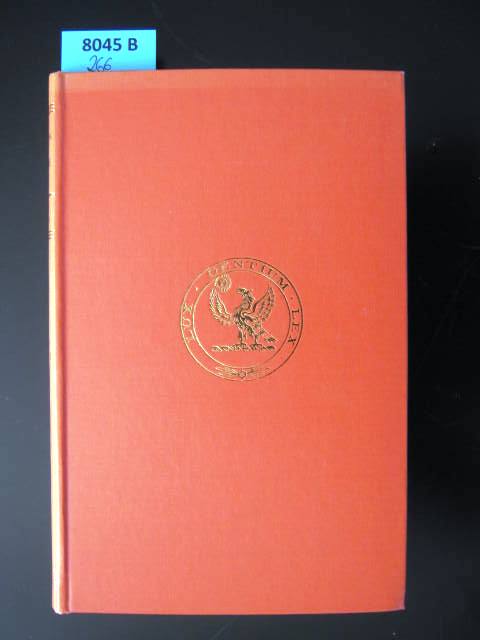 8045 B
266
LUX · GENTIUM · LEX